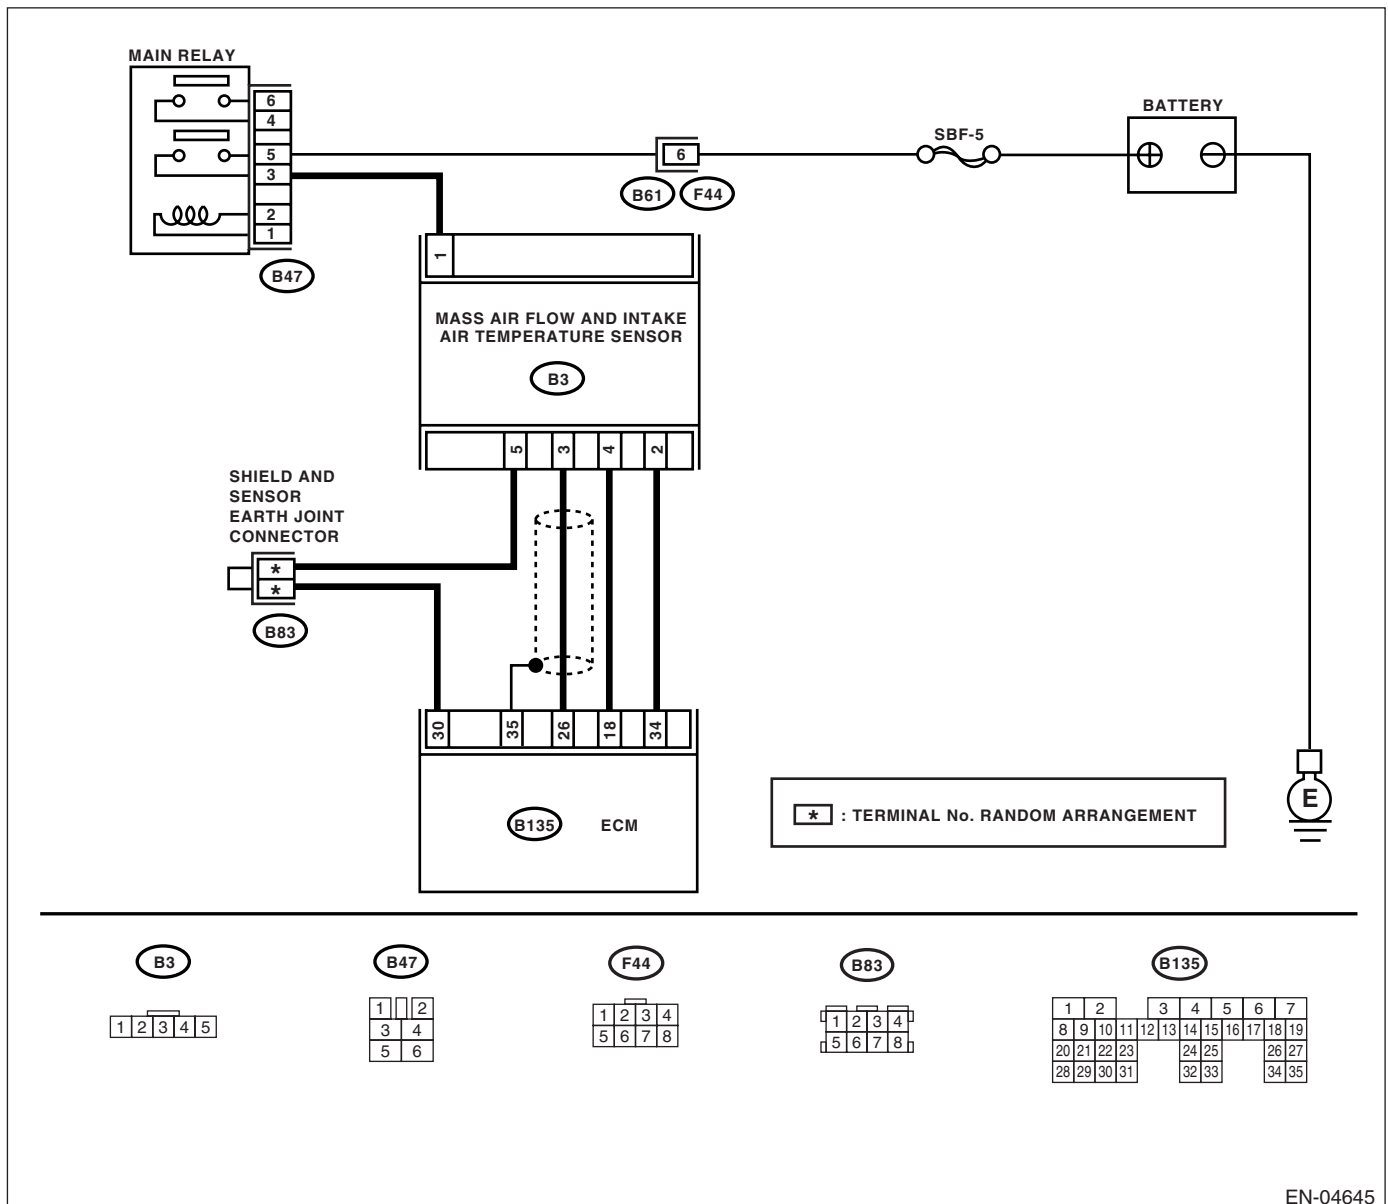 MAIN RELAY
6
4
5
3
2
1
B47
6
B61 F44
SBF-5
BATTERY
1
MASS AIR FLOW AND INTAKE
AIR TEMPERATURE SENSOR
B3
5 3 4 2
SHIELD AND
SENSOR
EARTH JOINT
CONNECTOR
*
*
B83
30 35 26 18 34
B135 ECM
* : TERMINAL No. RANDOM ARRANGEMENT
E
B3
1 2 3 4 5
B47
1 2
3 4
5 6
F44
1 2 3 4
5 6 7 8
B83
1 2 3 4
5 6 7 8
B135
1 2 3 4 5 6 7
8 9 10 11 12 13 14 15 16 17 18 19
20 21 22 23 24 25 26 27
28 29 30 31 32 33 34 35
EN-04645